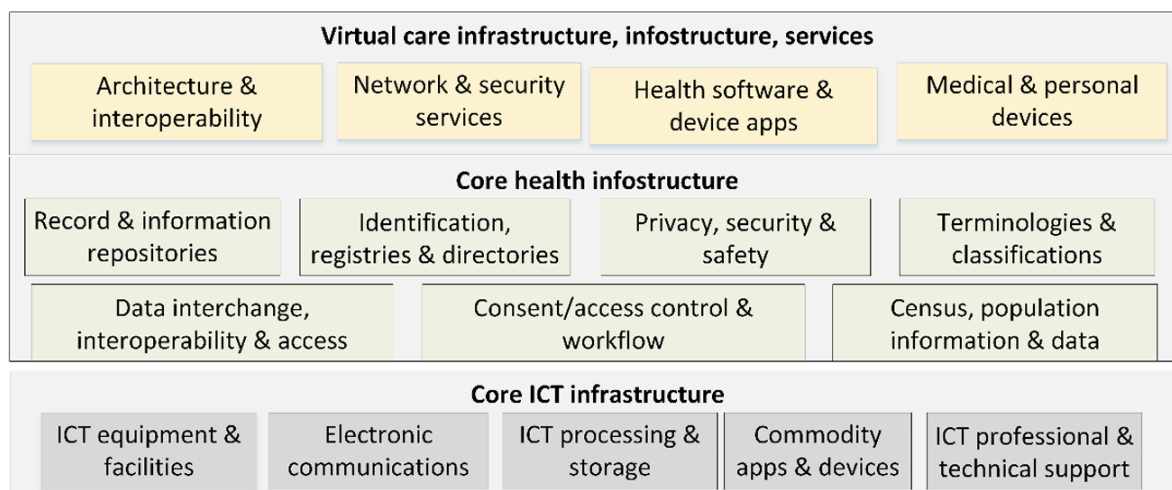 Virtual care infrastructure, infostructure, services
Architecture &
interoperability
Network & security
services
Health software &
device apps
Medical & personal
devices
Core health infostructure
Record & information
repositories
Identification,
registries & directories
Privacy, security &
safety
Terminologies &
classifications
Data interchange,
interoperability & access
Consent/access control &
workflow
Census, population
information & data
Core ICT infrastructure
ICT equipment &
facilities
Electronic
communications
ICT processing &
storage
Commodity
apps & devices
ICT professional &
technical support